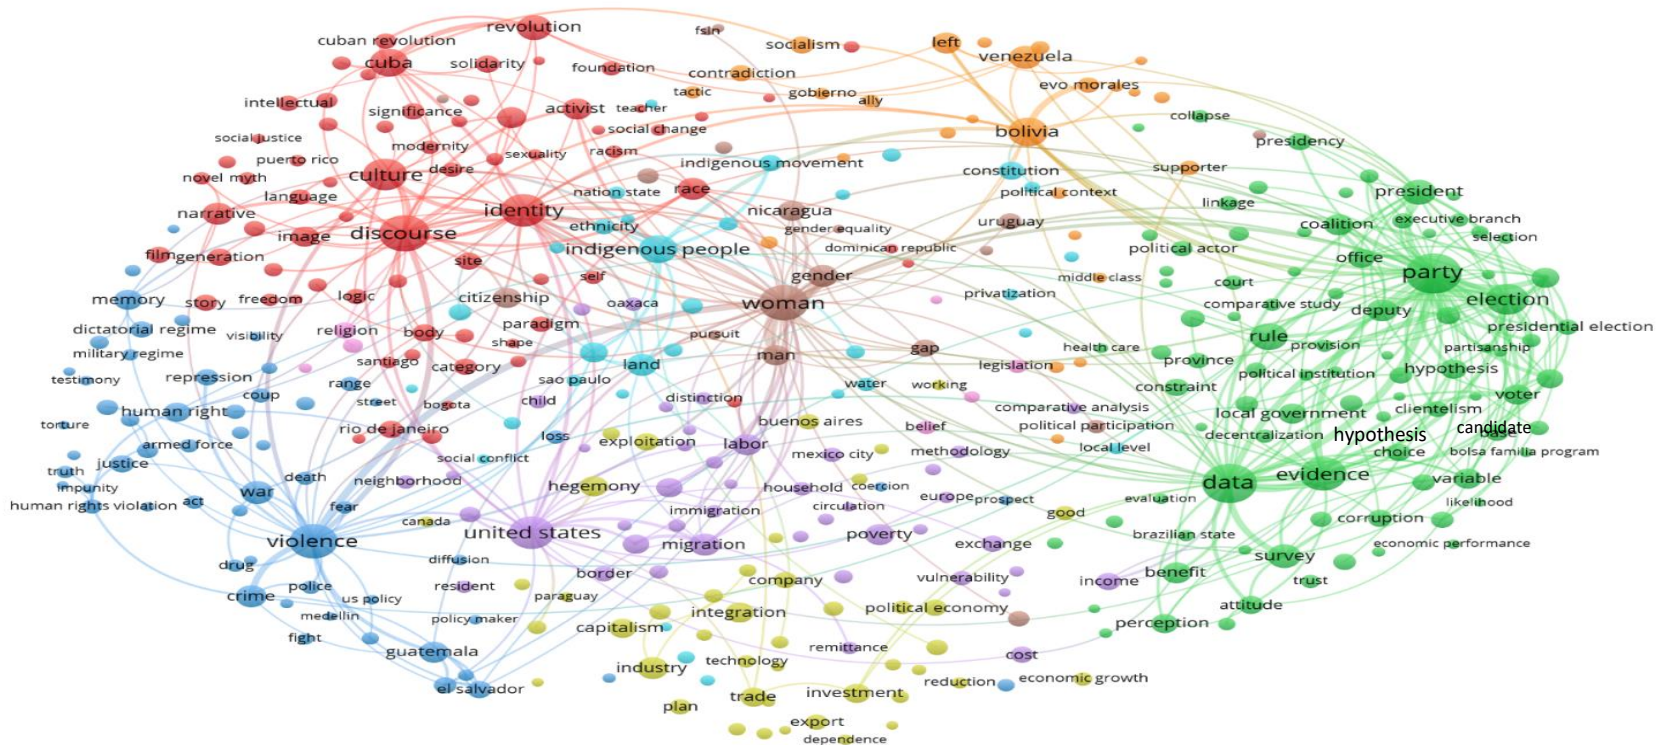 revolution
fsln
cuban revolution
socialism
left
venezuela
cuba
solidarity
foundation
contradiction
evo morales
tactic
gobierno
ally
intellectual
significance
activist
teacher
collapse
social justice
social change
bolivia
presidency
modernity
sexuality
racism
puerto rico
desire
indigenous movement
constitution
supporter
novel myth
culture
language
nation state
race
political context
president
linkage
narrative
identity
nicaragua
uruguay
coalition
executive branch
ethnicity
gender equality
selection
image
discourse
indigenous people
dominican republic
political actor
office
film
generation
site
self
gender
middle class
court
party
memory
story
freedom
logic
citizenship
oaxaca
woman
privatization
comparative study
deputy
election
dictatorial regime
visibility
religion
body
paradigm
pursuit
rule
presidential election
military regime
shape
man
gap
health care
provision
partisanship
santiago
category
land
legislation
province
political institution
hypothesis
testimony
repression
range
sao paulo
water
working
constraint
coup
street
bogota
child
distinction
comparative analysis
local government
clientelism
voter
human right
torture
rio de janeiro
buenos aires
belief
political participation
decentralization
hypothesis
candidate
base
armed force
loss
exploitation
labor
mexico city
methodology
local level
choice
bolsa familia program
truth
justice
social conflict
impunity
death
neighborhood
hegemony
household
coercion
data
evidence
variable
human rights violation
act
war
fear
circulation
europe
prospect
evaluation
likelihood
canada
immigration
good
corruption
violence
united states
migration
poverty
exchange
brazilian state
economic performance
drug
diffusion
survey
crime
police
resident
border
company
vulnerability
income
benefit
trust
us policy
paraguay
medellin
policy maker
integration
political economy
attitude
fight
capitalism
perception
guatemala
remittance
cost
industry
technology
el salvador
trade
investment
reduction
economic growth
plan
export
dependence